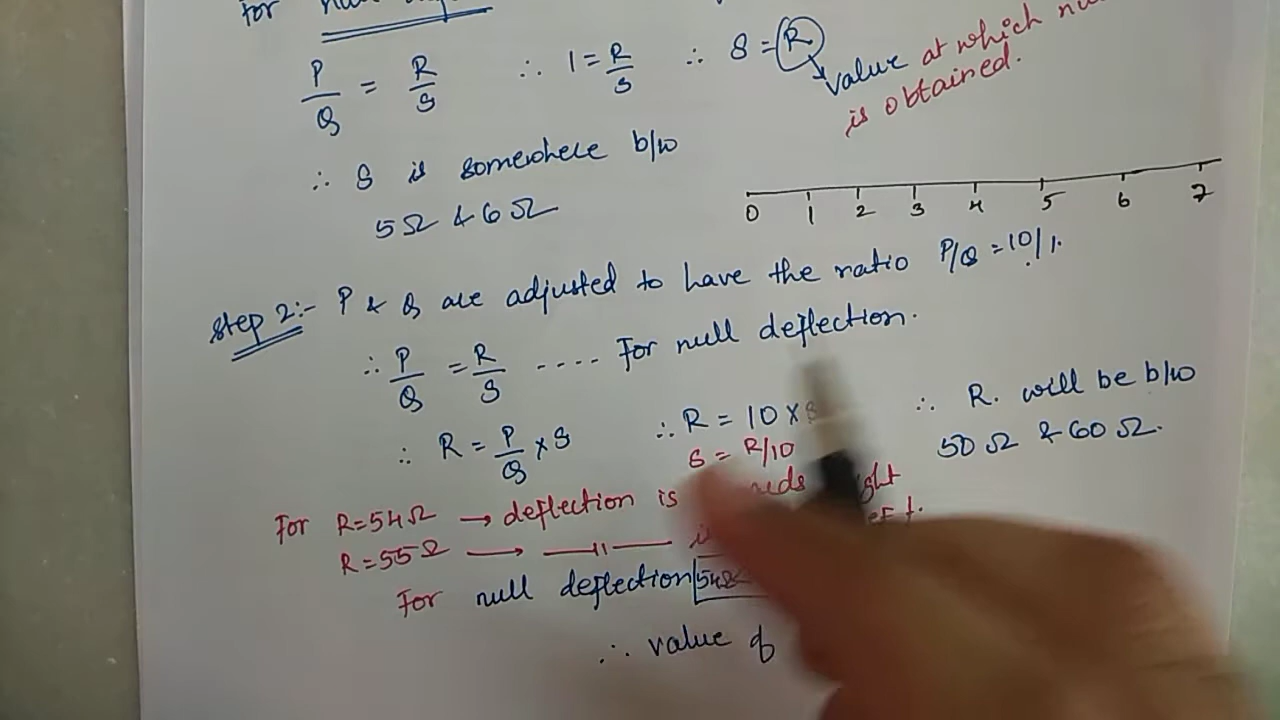 for null
P/Q = R/S ∴ 1 = R/S ∴ S = R
value at which
is obtained.
∴ S is somewhere b/w
5Ω & 6Ω
0 1 2 3 4 5 6 7
Step 2:- P & Q are adjusted to have the ratio P/Q = 10/1.
∴ P/Q = R/S ---- For null deflection.
∴ R = P/Q × S ∴ R = 10 × S ∴ R. will be b/w
S = R/10 50Ω & 60Ω.
For R=54Ω → deflection is
R=55Ω → —〃—
For null deflection
∴ value of